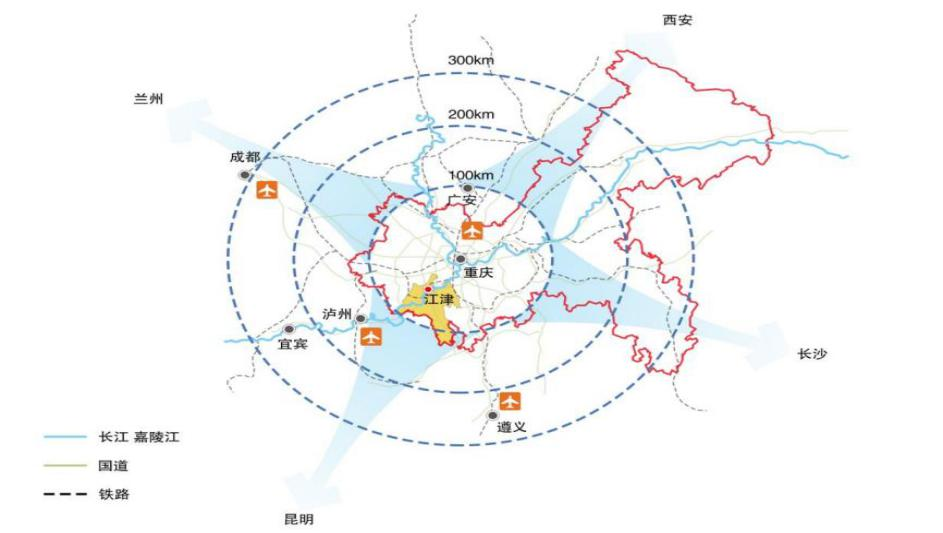 西安
300km
兰州
200km
成都
100km
广安
重庆
江津
泸州
宜宾
长沙
遵义
长江 嘉陵江
国道
铁路
昆明